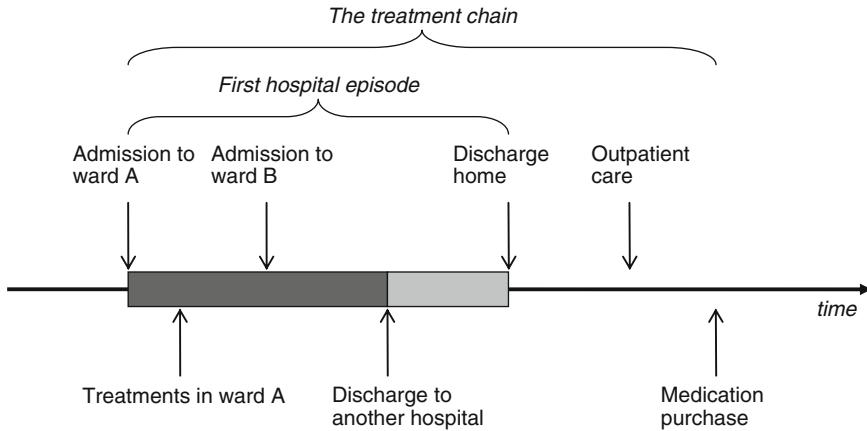 The treatment chain
First hospital episode
Admission to
ward A
Admission to
ward B
Discharge
home
Outpatient
care
time
Treatments in ward A
Discharge to
another hospital
Medication
purchase